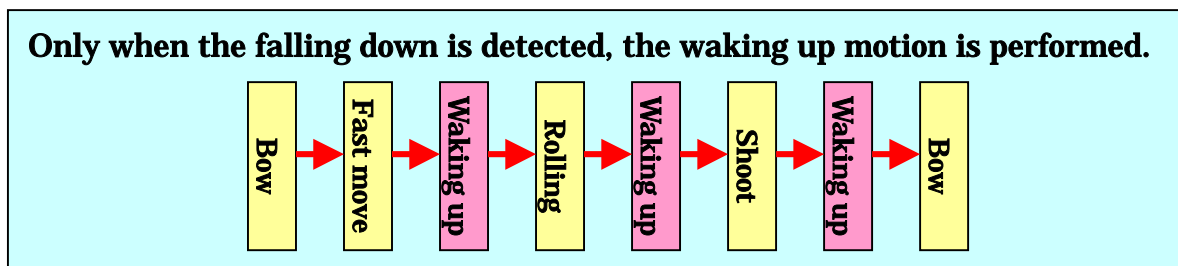 Only when the falling down is detected, the waking up motion is performed.
Bow
Fast move
Waking up
Rolling
Waking up
Shoot
Waking up
Bow